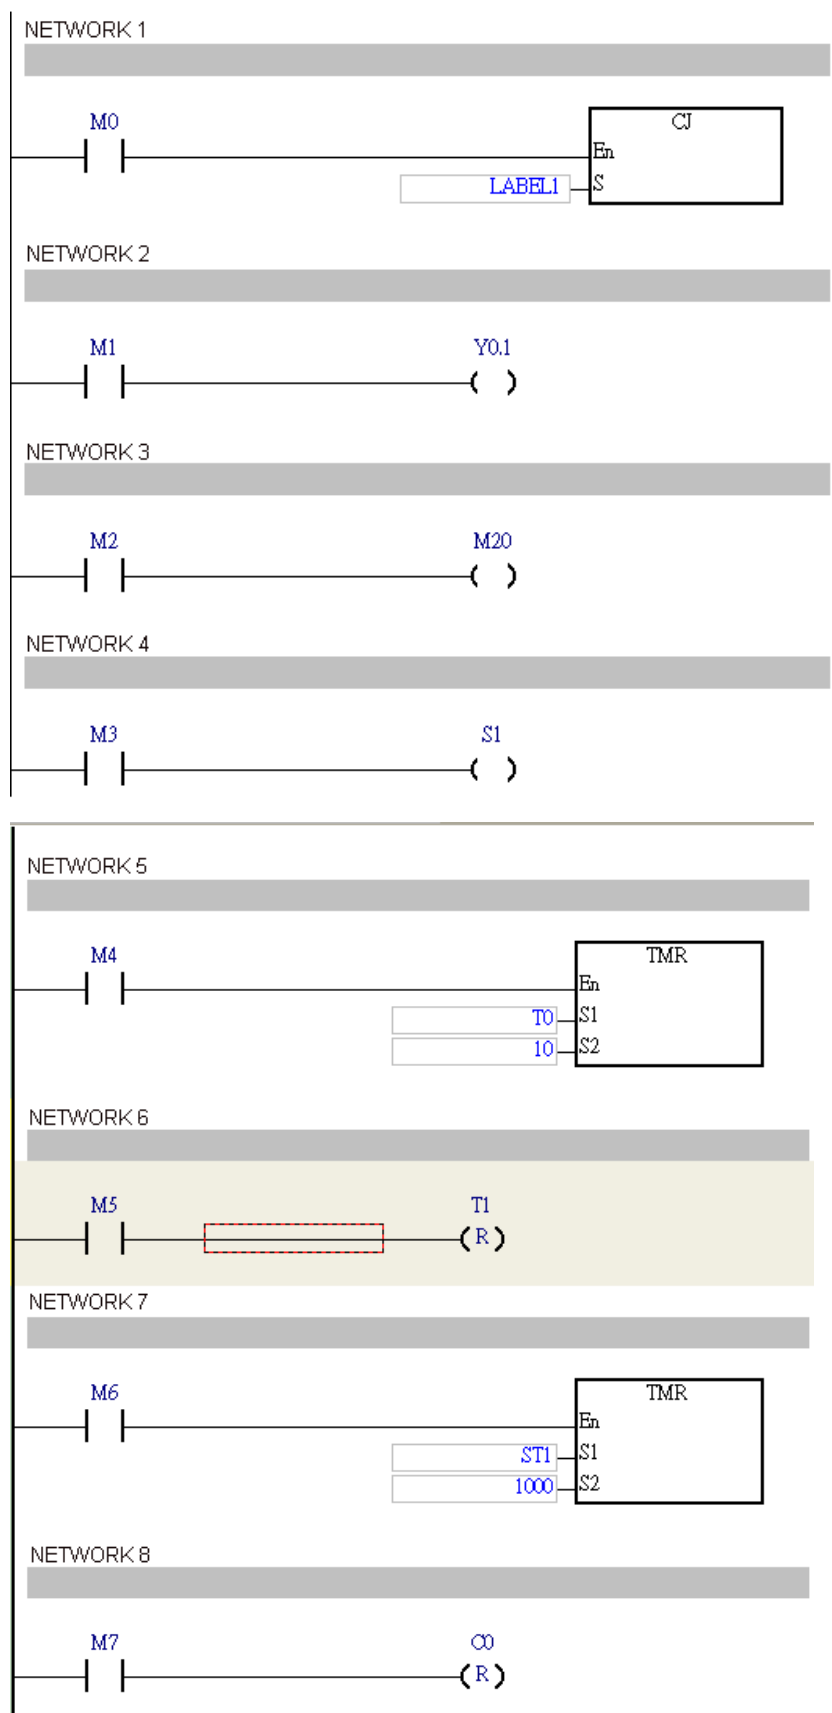 NETWORK 1
M0
CJ
En
LABEL1 S
NETWORK 2
M1 Y0.1
NETWORK 3
M2 M20
NETWORK 4
M3 S1
NETWORK 5
M4 TMR
En
T0 S1
10 S2
NETWORK 6
M5 T1
R
NETWORK 7
M6 TMR
En
ST1 S1
1000 S2
NETWORK 8
M7 C0
R